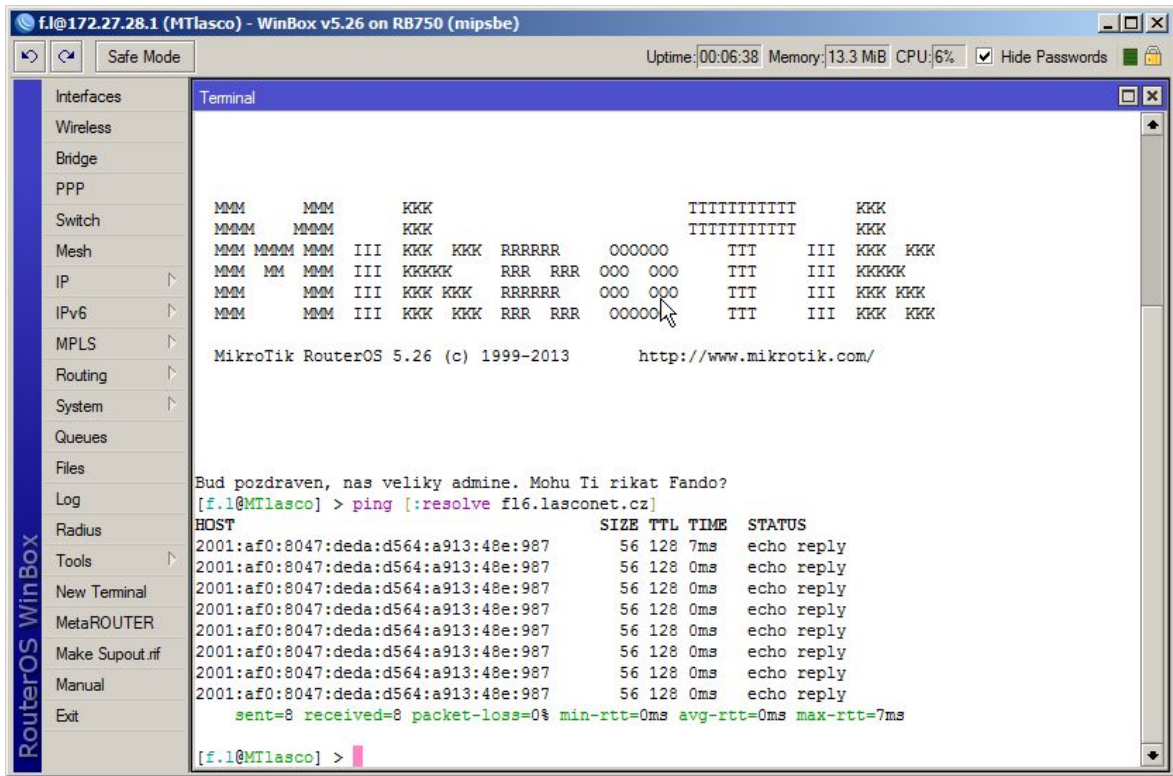 f.l@172.27.28.1 (MTlasco) - WinBox v5.26 on RB750 (mipsbe)
Safe Mode Uptime: 00:06:38 Memory: 13.3 MiB CPU: 6% Hide Passwords
RouterOS WinBox
Interfaces
Wireless
Bridge
PPP
Switch
Mesh
IP
IPv6
MPLS
Routing
System
Queues
Files
Log
Radius
Tools
New Terminal
MetaROUTER
Make Supout.rif
Manual
Exit
Terminal
MMM      MMM       KKK                          TTTTTTTTTTT      KKK
MMMM    MMMM       KKK                          TTTTTTTTTTT      KKK
MMM MMMM MMM  III  KKK  KKK  RRRRRR     OOOOOO      TTT     III  KKK  KKK
MMM  MM  MMM  III  KKKKK     RRR  RRR  OOO  OOO     TTT     III  KKKKK
MMM      MMM  III  KKK KKK   RRRRRR    OOO  OOO     TTT     III  KKK KKK
MMM      MMM  III  KKK  KKK  RRR  RRR   OOOOOO      TTT     III  KKK  KKK
MikroTik RouterOS 5.26 (c) 1999-2013       http://www.mikrotik.com/
Bud pozdraven, nas veliky admine. Mohu Ti rikat Fando?
[f.l@MTlasco] > ping [:resolve fl6.lasconet.cz]
HOST SIZE TTL TIME STATUS
2001:af0:8047:deda:d564:a913:48e:987 56 128 7ms echo reply
2001:af0:8047:deda:d564:a913:48e:987 56 128 0ms echo reply
2001:af0:8047:deda:d564:a913:48e:987 56 128 0ms echo reply
2001:af0:8047:deda:d564:a913:48e:987 56 128 0ms echo reply
2001:af0:8047:deda:d564:a913:48e:987 56 128 0ms echo reply
2001:af0:8047:deda:d564:a913:48e:987 56 128 0ms echo reply
2001:af0:8047:deda:d564:a913:48e:987 56 128 0ms echo reply
2001:af0:8047:deda:d564:a913:48e:987 56 128 0ms echo reply
sent=8 received=8 packet-loss=0% min-rtt=0ms avg-rtt=0ms max-rtt=7ms
[f.l@MTlasco] >